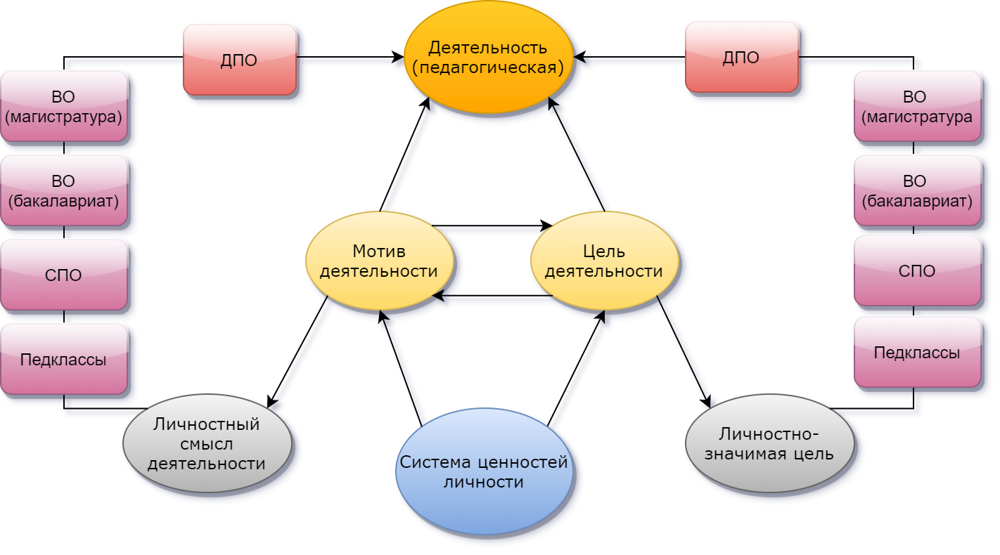 Деятельность
(педагогическая)
ДПО
ДПО
ВО
(магистратура)
ВО
(магистратура
ВО
(бакалавриат)
ВО
(бакалавриат)
Мотив
деятельности
Цель
деятельности
СПО
СПО
Педклассы
Педклассы
Личностный
смысл
деятельности
Система ценностей
личности
Личностно-
значимая цель